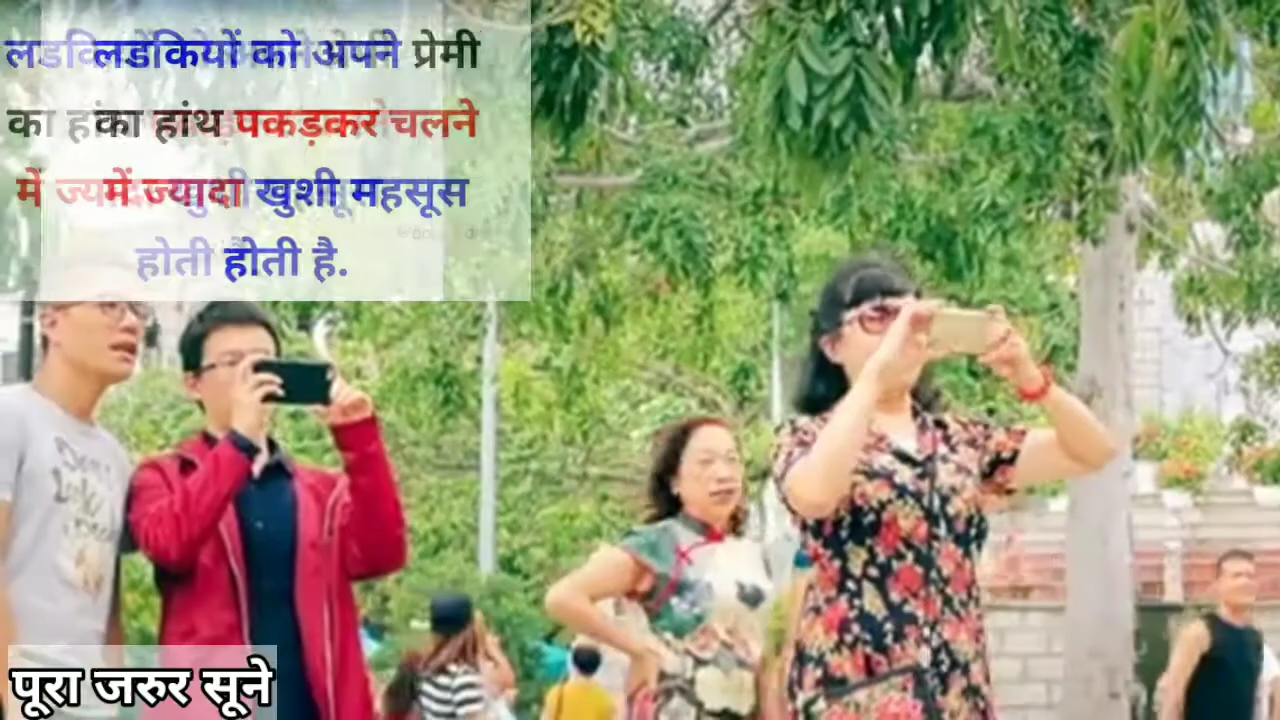 लडकियों को अपने प्रेमी
का हांथ पकड़कर चलने
में ज्यादा खुशी महसूस
होती होती है.
पूरा जरुर सूने